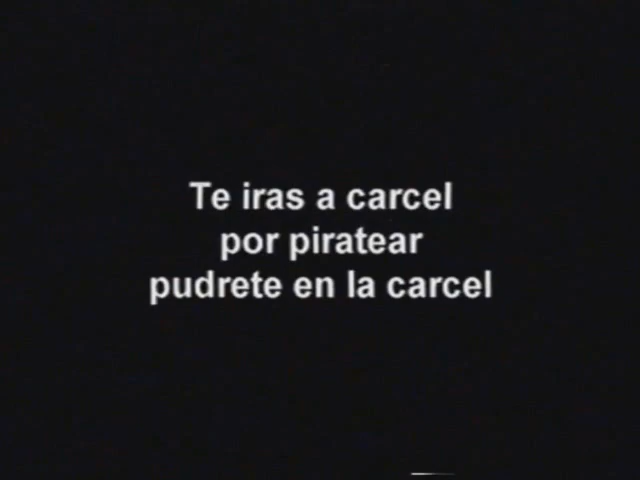 Te iras a carcel
por piratear
pudrete en la carcel